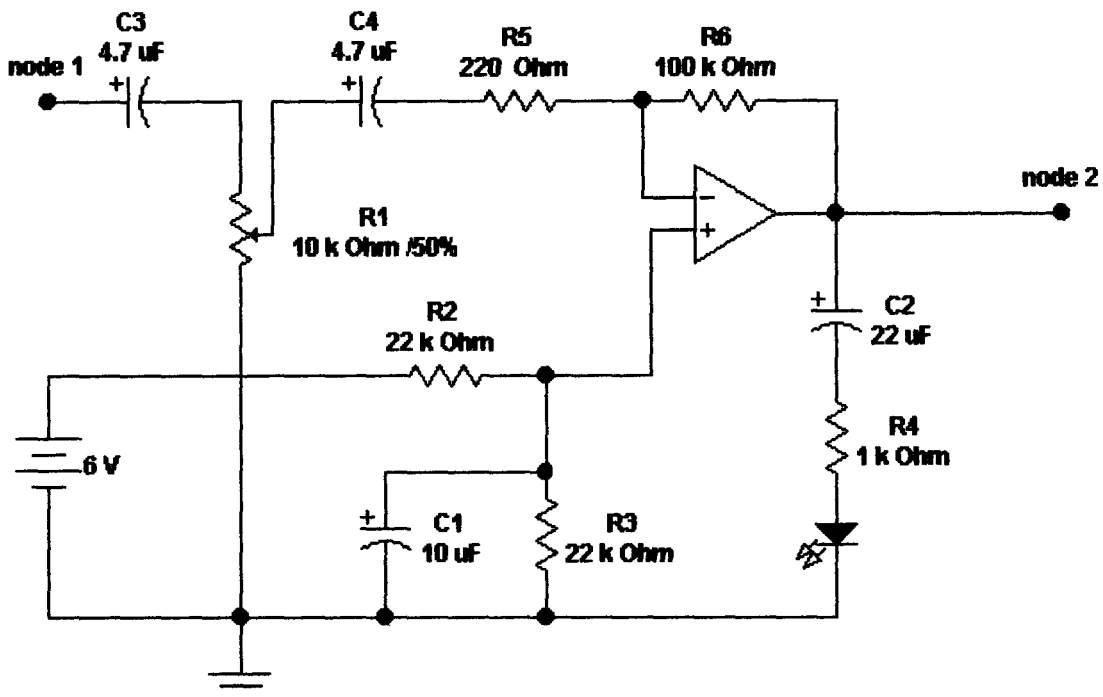 C3
4.7 uF
C4
4.7 uF
R5
220 Ohm
R6
100 k Ohm
node 1
+
+
node 2
−
+
R1
10 k Ohm /50%
R2
22 k Ohm
+
C2
22 uF
R4
1 k Ohm
6 V
+
C1
10 uF
R3
22 k Ohm